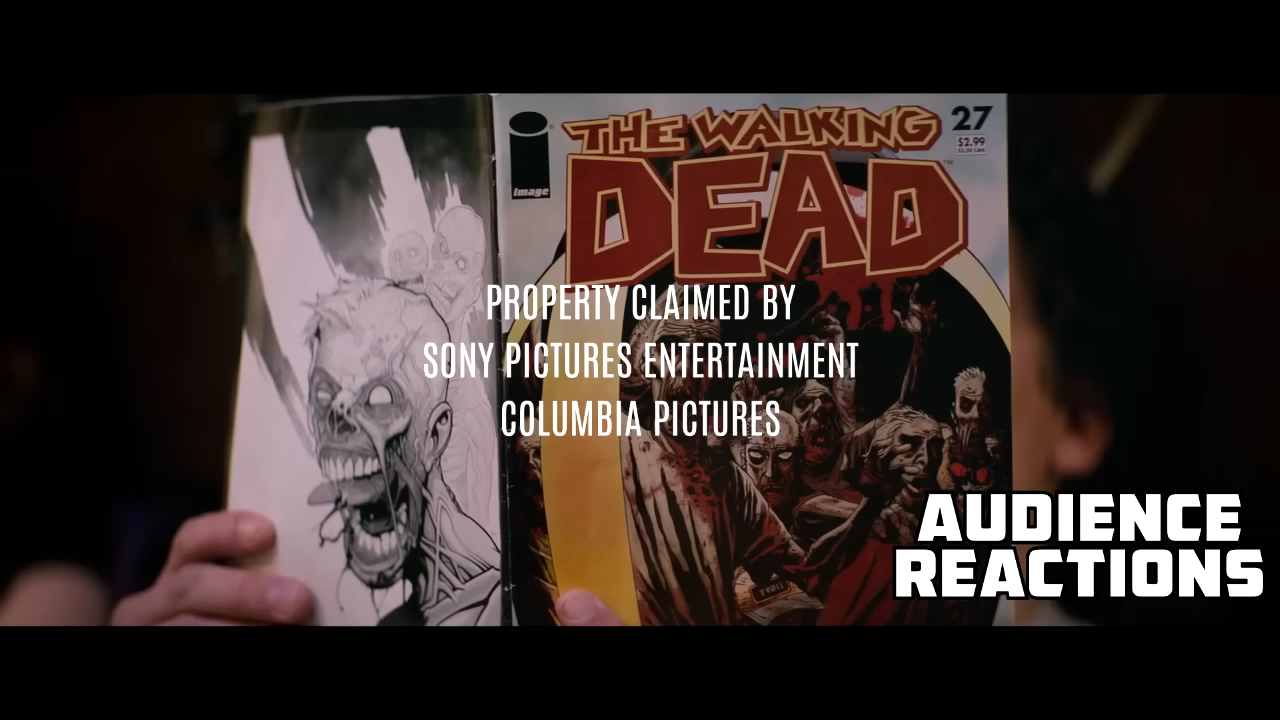 THE WALKING
DEAD
27
$2.99
image
PROPERTY CLAIMED BY
SONY PICTURES ENTERTAINMENT
COLUMBIA PICTURES
AUDIENCE
REACTIONS